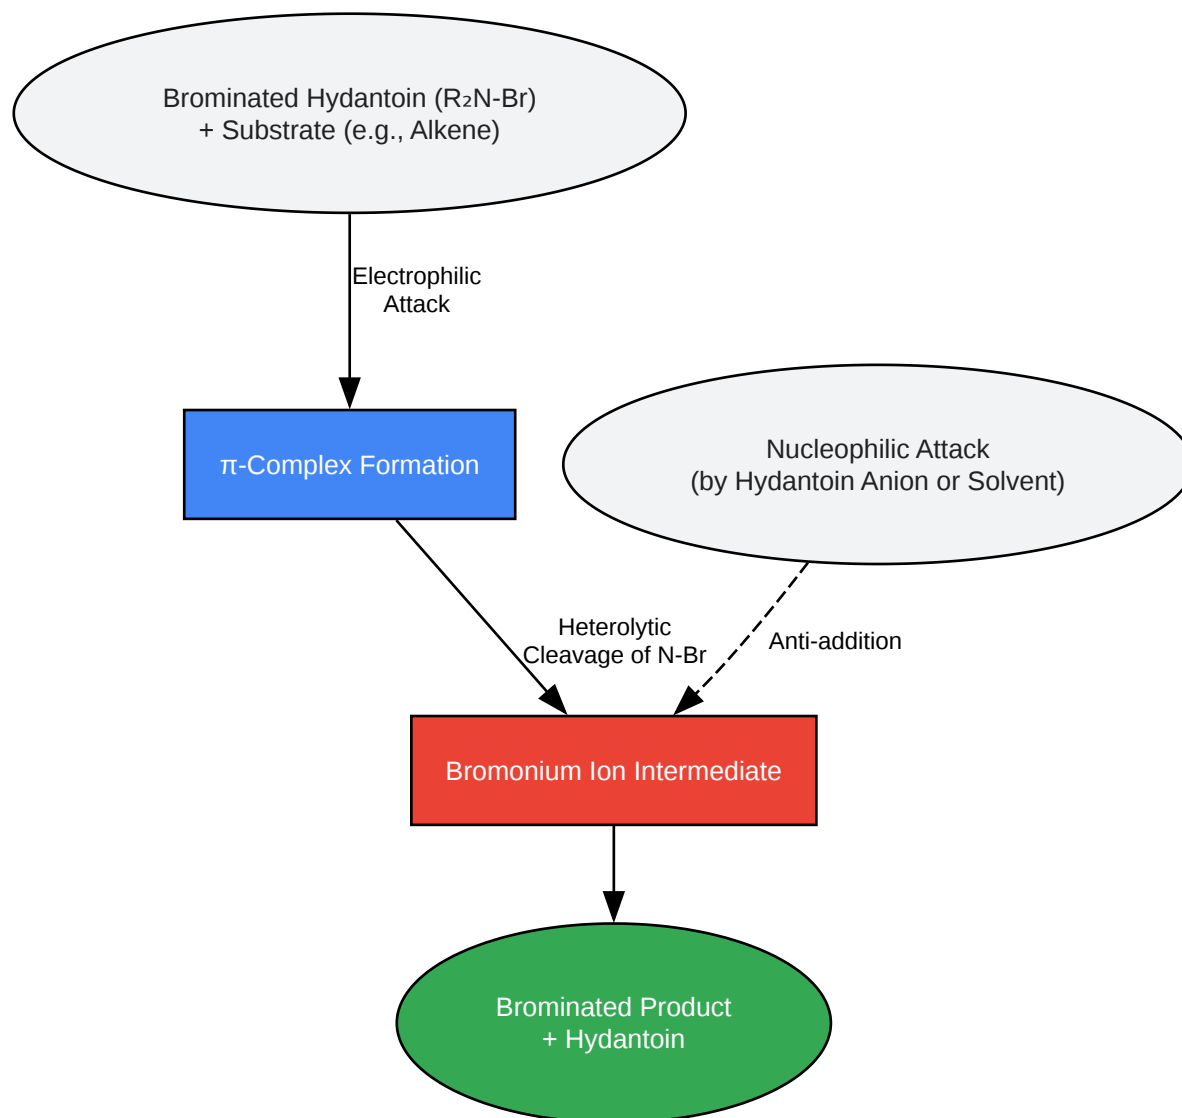 Brominated Hydantoin (R₂N-Br)
+ Substrate (e.g., Alkene)
Electrophilic
Attack
π-Complex Formation
Nucleophilic Attack
(by Hydantoin Anion or Solvent)
Heterolytic
Cleavage of N-Br
Anti-addition
Bromonium Ion Intermediate
Brominated Product
+ Hydantoin